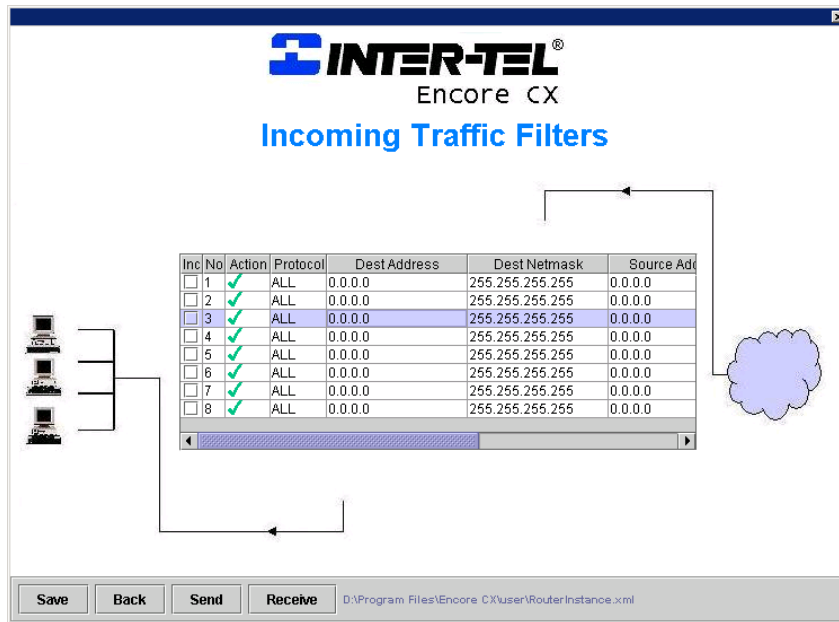 INTER-TEL®
Encore CX
Incoming Traffic Filters
Inc No Action Protocol Dest Address Dest Netmask Source Add
1 ALL 0.0.0.0 255.255.255.255 0.0.0.0
2 ALL 0.0.0.0 255.255.255.255 0.0.0.0
3 ALL 0.0.0.0 255.255.255.255 0.0.0.0
4 ALL 0.0.0.0 255.255.255.255 0.0.0.0
5 ALL 0.0.0.0 255.255.255.255 0.0.0.0
6 ALL 0.0.0.0 255.255.255.255 0.0.0.0
7 ALL 0.0.0.0 255.255.255.255 0.0.0.0
8 ALL 0.0.0.0 255.255.255.255 0.0.0.0
Save Back Send Receive D:\Program Files\Encore CX\user\RouterInstance.xml